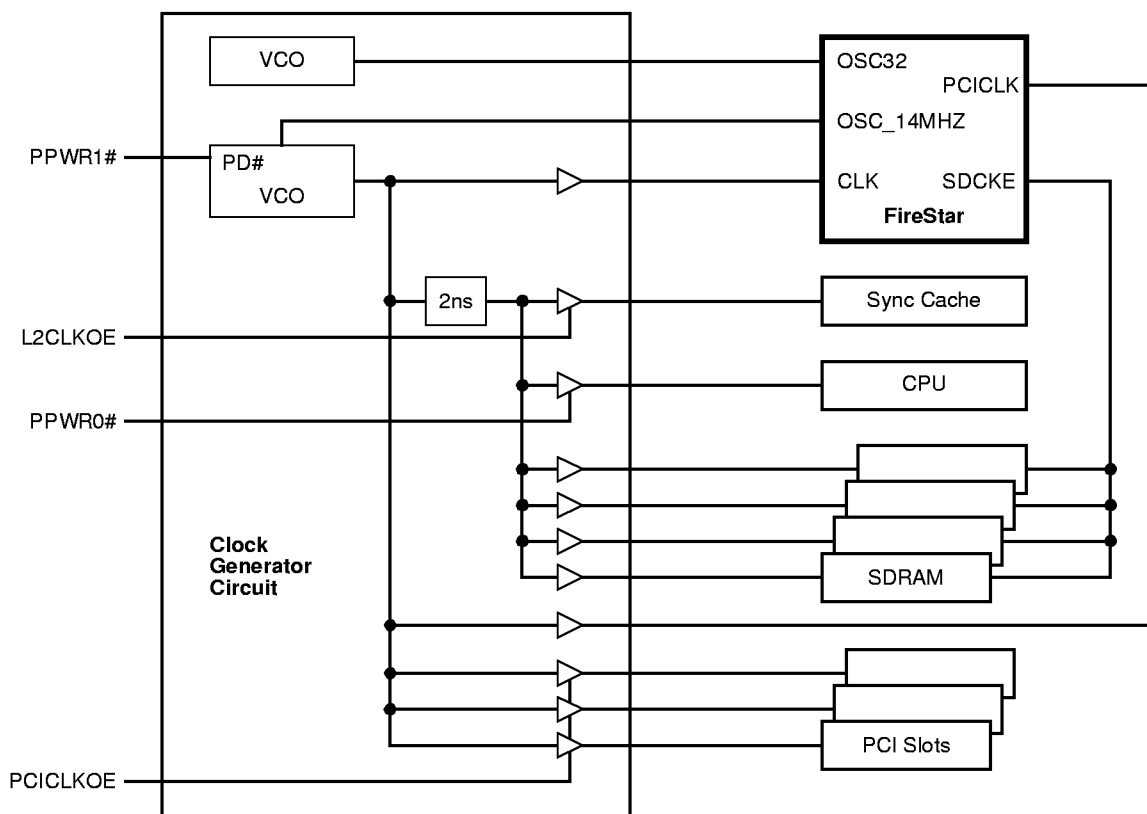 VCO
OSC32
PCICLK
OSC_14MHZ
PPWR1#
PD#
VCO
CLK
SDCKE
FireStar
2ns
Sync Cache
L2CLKOE
CPU
PPWR0#
Clock
Generator
Circuit
SDRAM
PCI Slots
PCICLKOE